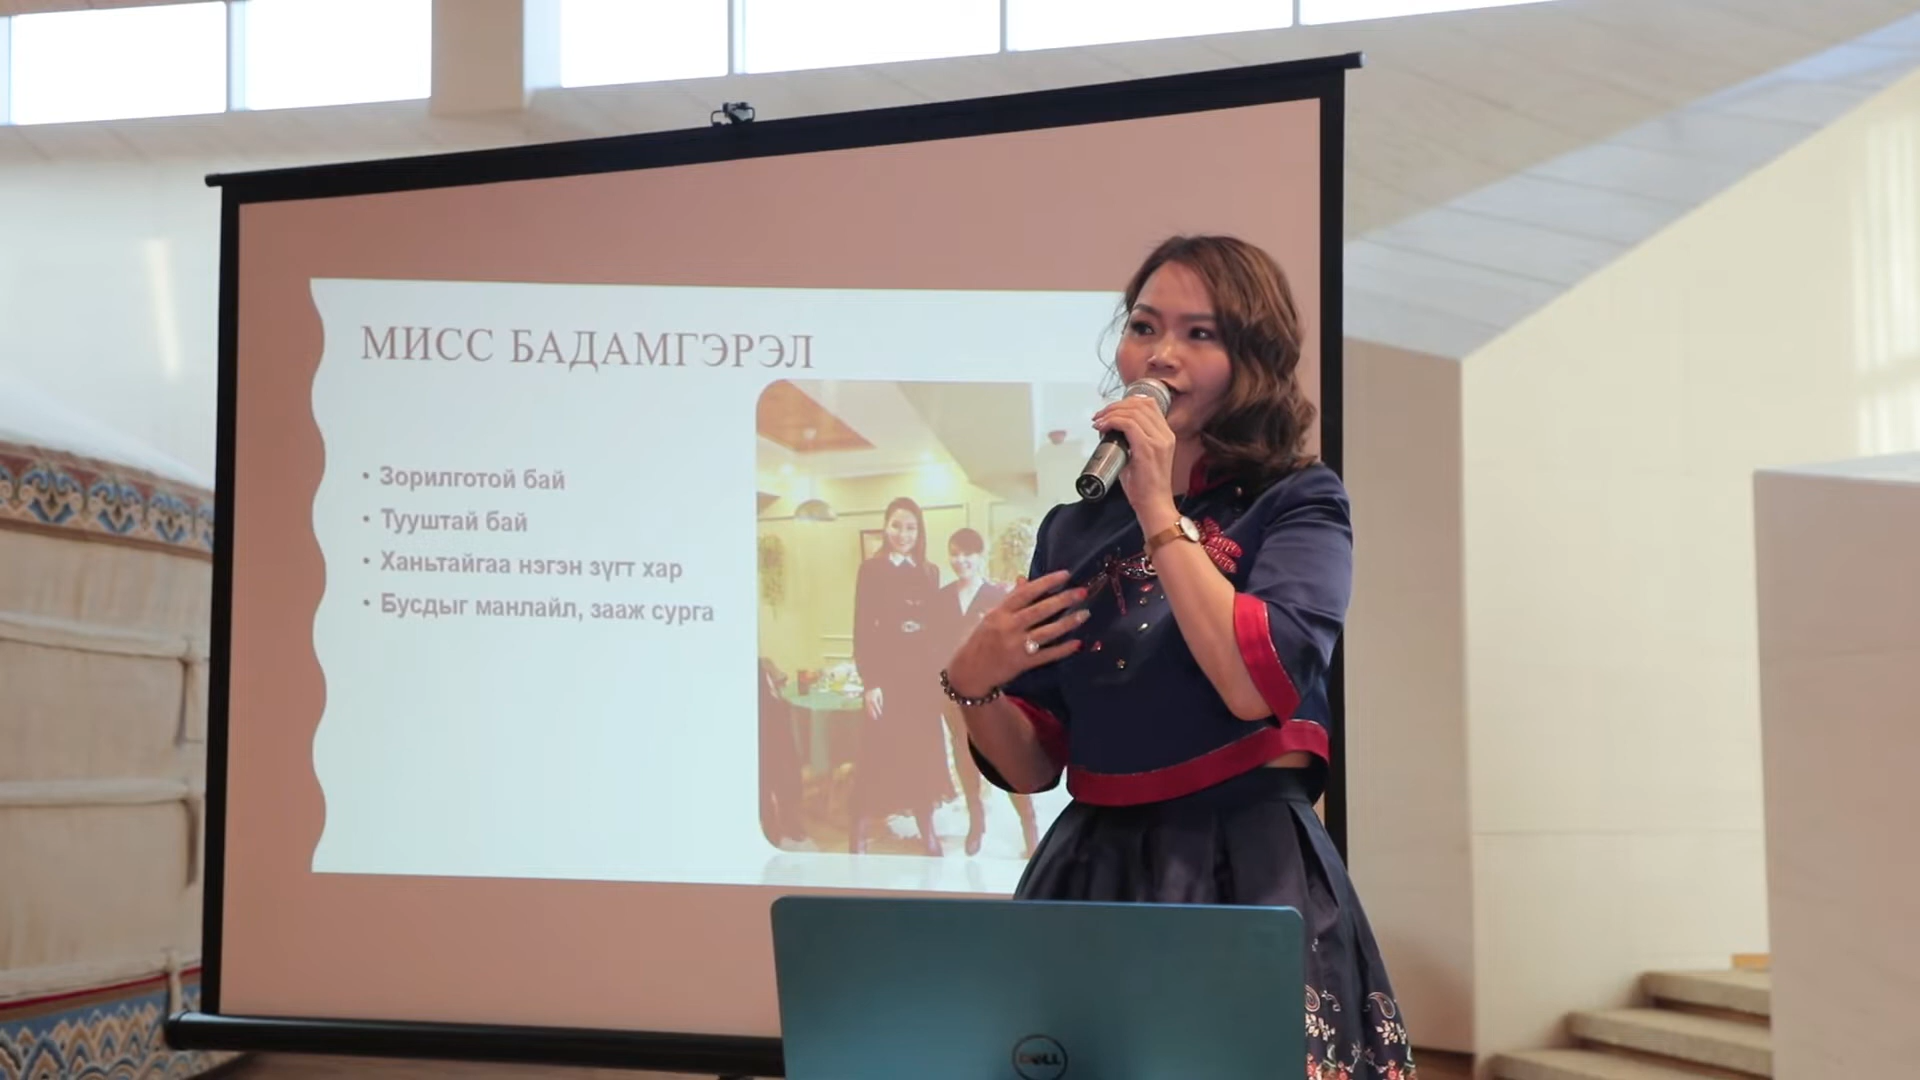 МИСС БАДАМГЭРЭЛ
• Зорилготой бай
• Тууштай бай
• Ханьтайгаа нэгэн зүгт хар
• Бусдыг манлайл, зааж сурга
DELL